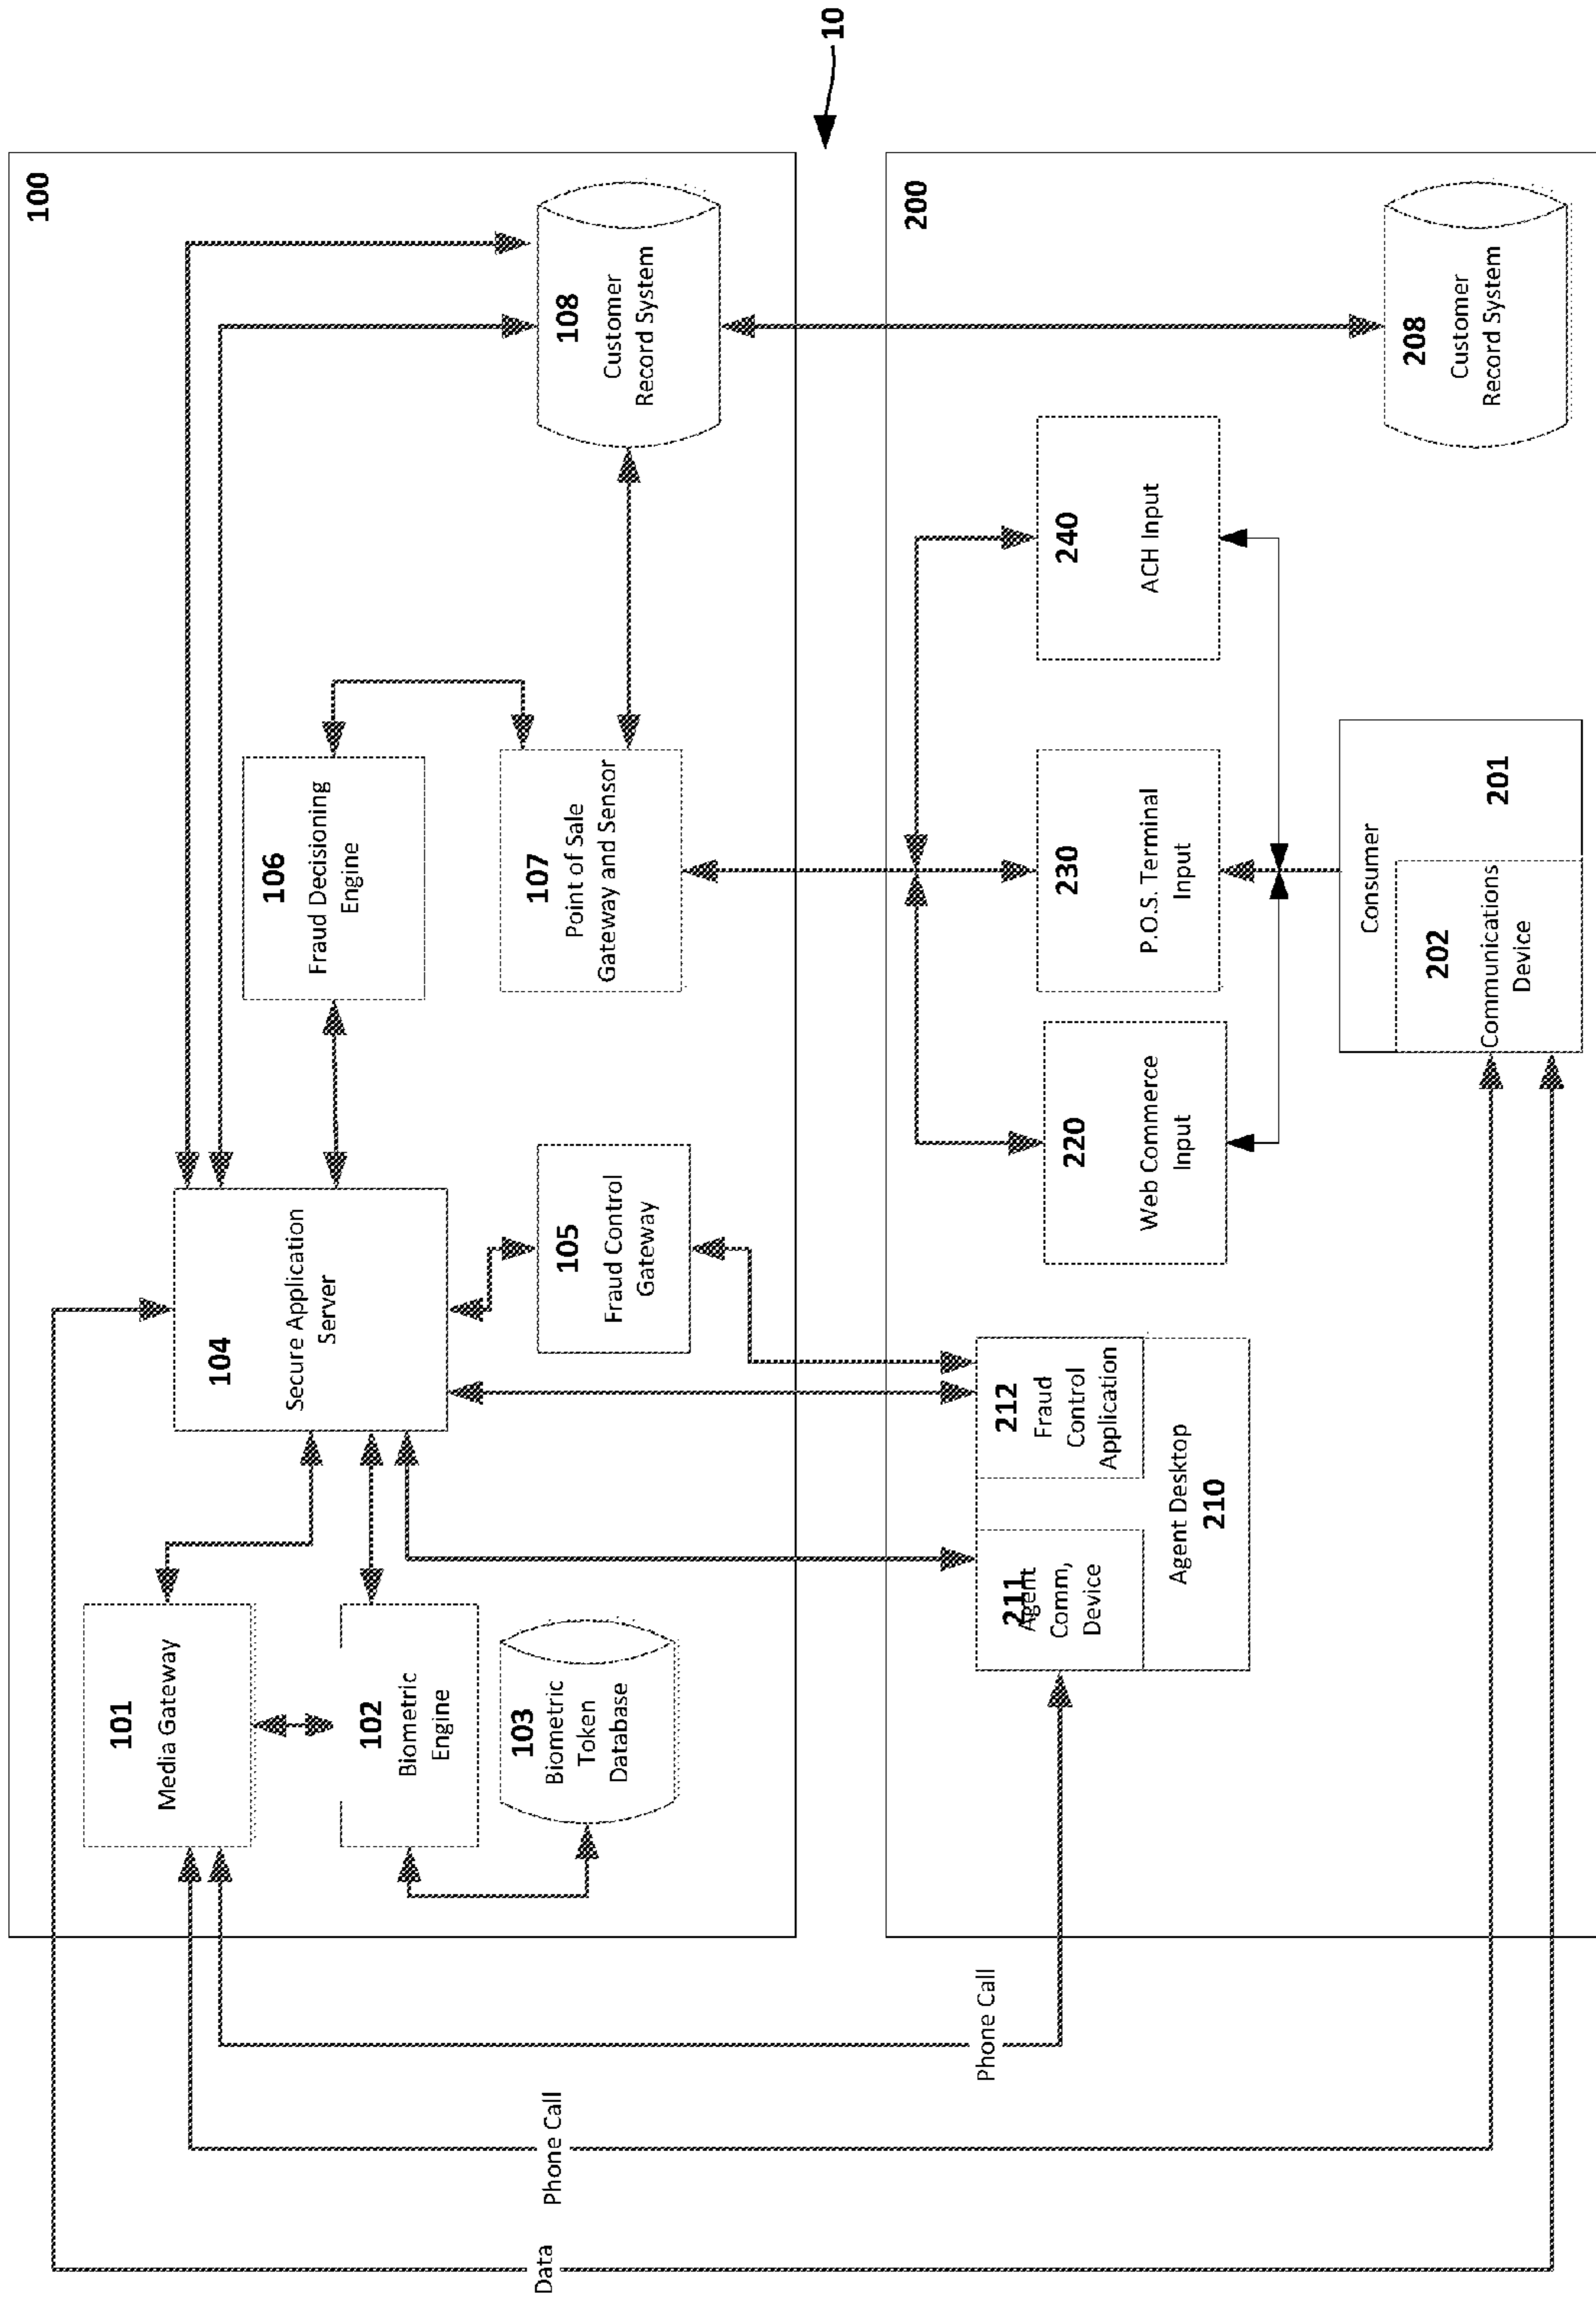 10
100
101
Media Gateway
102
Biometric
Engine
103
Biometric
Token
Database
104
Secure Application
Server
105
Fraud Control
Gateway
106
Fraud Decisioning
Engine
107
Point of Sale
Gateway and Sensor
108
Customer
Record System
200
211
Agent
Comm,
Device
212
Fraud
Control
Application
Agent Desktop
210
220
Web Commerce
Input
230
P.O.S. Terminal
Input
240
ACH Input
208
Customer
Record System
Consumer
201
202
Communications
Device
Phone Call
Phone Call
Data